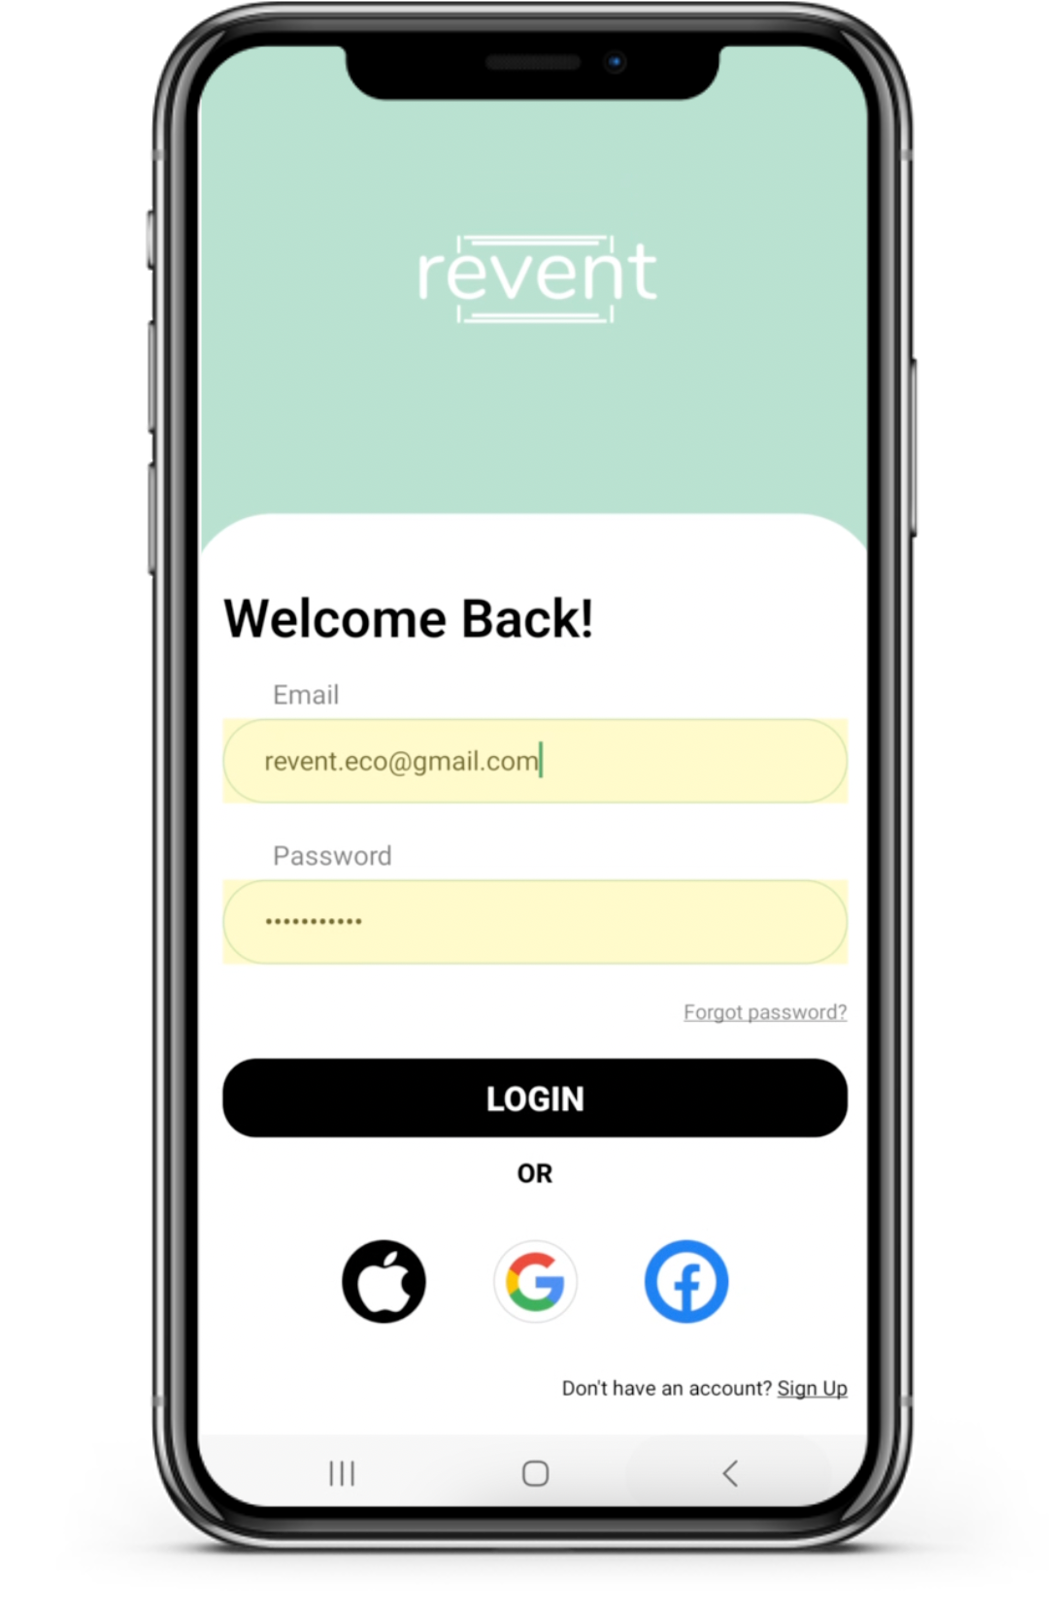 revent
Welcome Back!
Email
revent.eco@gmail.com
Password
•••••••••••
Forgot password?
LOGIN
OR
Don't have an account? Sign Up